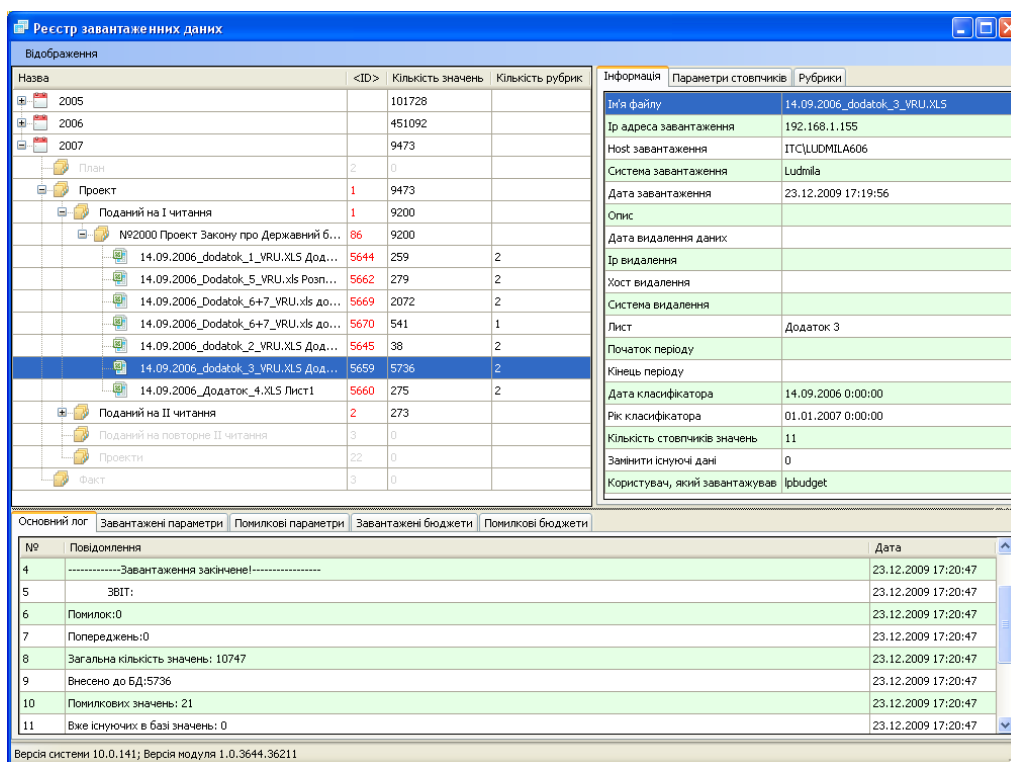 Реєстр завантаженних даних
Відображення
Назва <ID> Кількість значень Кількість рубрик
2005 101728
2006 451092
2007 9473
План 2 0
Проект 1 9473
Поданий на І читання 1 9200
№2000 Проект Закону про Державний б... 86 9200
14.09.2006_dodatok_1_VRU.XLS Дод... 5644 259 2
14.09.2006_Dodatok_5_VRU.xls Розп... 5662 279 2
14.09.2006_Dodatok_6+7_VRU.xls до... 5669 2072 2
14.09.2006_Dodatok_6+7_VRU.xls до... 5670 541 1
14.09.2006_dodatok_2_VRU.XLS Дод... 5645 38 2
14.09.2006_dodatok_3_VRU.XLS Дод... 5659 5736 2
14.09.2006_Додаток_4.XLS Лист1 5660 275 2
Поданий на ІІ читання 2 273
Поданий на повторне ІІ читання 3 0
Проекти 22 0
Факт 3 0
Інформація Параметри стовпчиків Рубрики
Ім'я файлу 14.09.2006_dodatok_3_VRU.XLS
Ір адреса завантаження 192.168.1.155
Host завантаження ITC\LUDMILA606
Система завантаження Ludmila
Дата завантаження 23.12.2009 17:19:56
Опис
Дата видалення даних
Ір видалення
Хост видалення
Система видалення
Лист Додаток 3
Початок періоду
Кінець періоду
Дата класифікатора 14.09.2006 0:00:00
Рік класифікатора 01.01.2007 0:00:00
Кількість стовпчиків значень 11
Замінити існуючі дані 0
Користувач, який завантажував lpbudget
Основний лог Завантажені параметри Помилкові параметри Завантажені бюджети Помилкові бюджети
№ Повідомлення Дата
4 -------------Завантаження закінчене!----------------- 23.12.2009 17:20:47
5 ЗВІТ: 23.12.2009 17:20:47
6 Помилок:0 23.12.2009 17:20:47
7 Попереджень:0 23.12.2009 17:20:47
8 Загальна кількість значень: 10747 23.12.2009 17:20:47
9 Внесено до БД:5736 23.12.2009 17:20:47
10 Помилкових значень: 21 23.12.2009 17:20:47
11 Вже існуючих в базі значень: 0 23.12.2009 17:20:47
Версія системи 10.0.141; Версія модуля 1.0.3644.36211